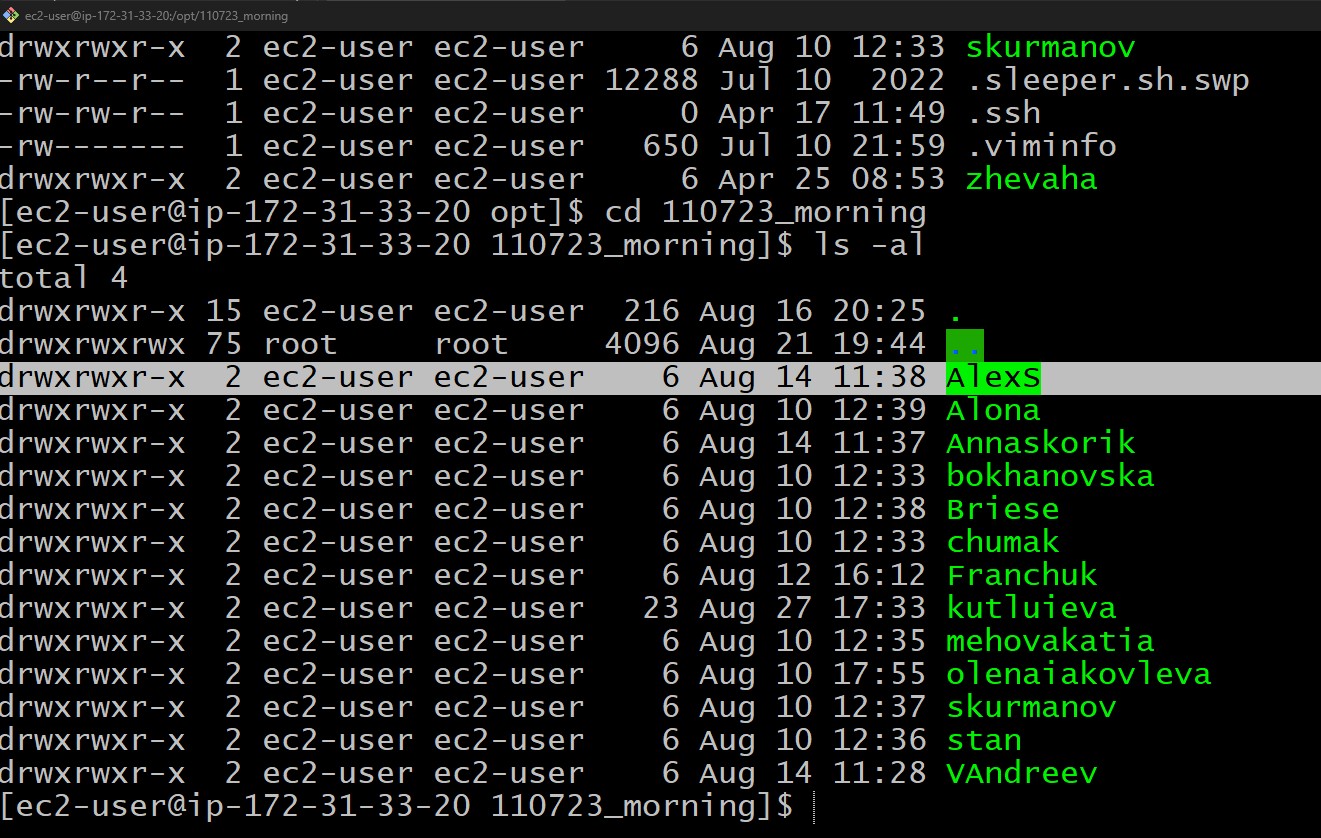 ec2-user@ip-172-31-33-20:/opt/110723_morning
drwxrwxr-x  2 ec2-user ec2-user     6 Aug 10 12:33 skurmanov
-rw-r--r--  1 ec2-user ec2-user 12288 Jul 10  2022 .sleeper.sh.swp
-rw-rw-r--  1 ec2-user ec2-user     0 Apr 17 11:49 .ssh
-rw-------  1 ec2-user ec2-user   650 Jul 10 21:59 .viminfo
drwxrwxr-x  2 ec2-user ec2-user     6 Apr 25 08:53 zhevaha
[ec2-user@ip-172-31-33-20 opt]$ cd 110723_morning
[ec2-user@ip-172-31-33-20 110723_morning]$ ls -al
total 4
drwxrwxr-x 15 ec2-user ec2-user  216 Aug 16 20:25 .
drwxrwxrwx 75 root     root     4096 Aug 21 19:44 ..
drwxrwxr-x  2 ec2-user ec2-user    6 Aug 14 11:38 AlexS
drwxrwxr-x  2 ec2-user ec2-user    6 Aug 10 12:39 Alona
drwxrwxr-x  2 ec2-user ec2-user    6 Aug 14 11:37 Annaskorik
drwxrwxr-x  2 ec2-user ec2-user    6 Aug 10 12:33 bokhanovska
drwxrwxr-x  2 ec2-user ec2-user    6 Aug 10 12:38 Briese
drwxrwxr-x  2 ec2-user ec2-user    6 Aug 10 12:33 chumak
drwxrwxr-x  2 ec2-user ec2-user    6 Aug 12 16:12 Franchuk
drwxrwxr-x  2 ec2-user ec2-user   23 Aug 27 17:33 kutluieva
drwxrwxr-x  2 ec2-user ec2-user    6 Aug 10 12:35 mehovakatia
drwxrwxr-x  2 ec2-user ec2-user    6 Aug 10 17:55 olenaiakovleva
drwxrwxr-x  2 ec2-user ec2-user    6 Aug 10 12:37 skurmanov
drwxrwxr-x  2 ec2-user ec2-user    6 Aug 10 12:36 stan
drwxrwxr-x  2 ec2-user ec2-user    6 Aug 14 11:28 VAndreev
[ec2-user@ip-172-31-33-20 110723_morning]$